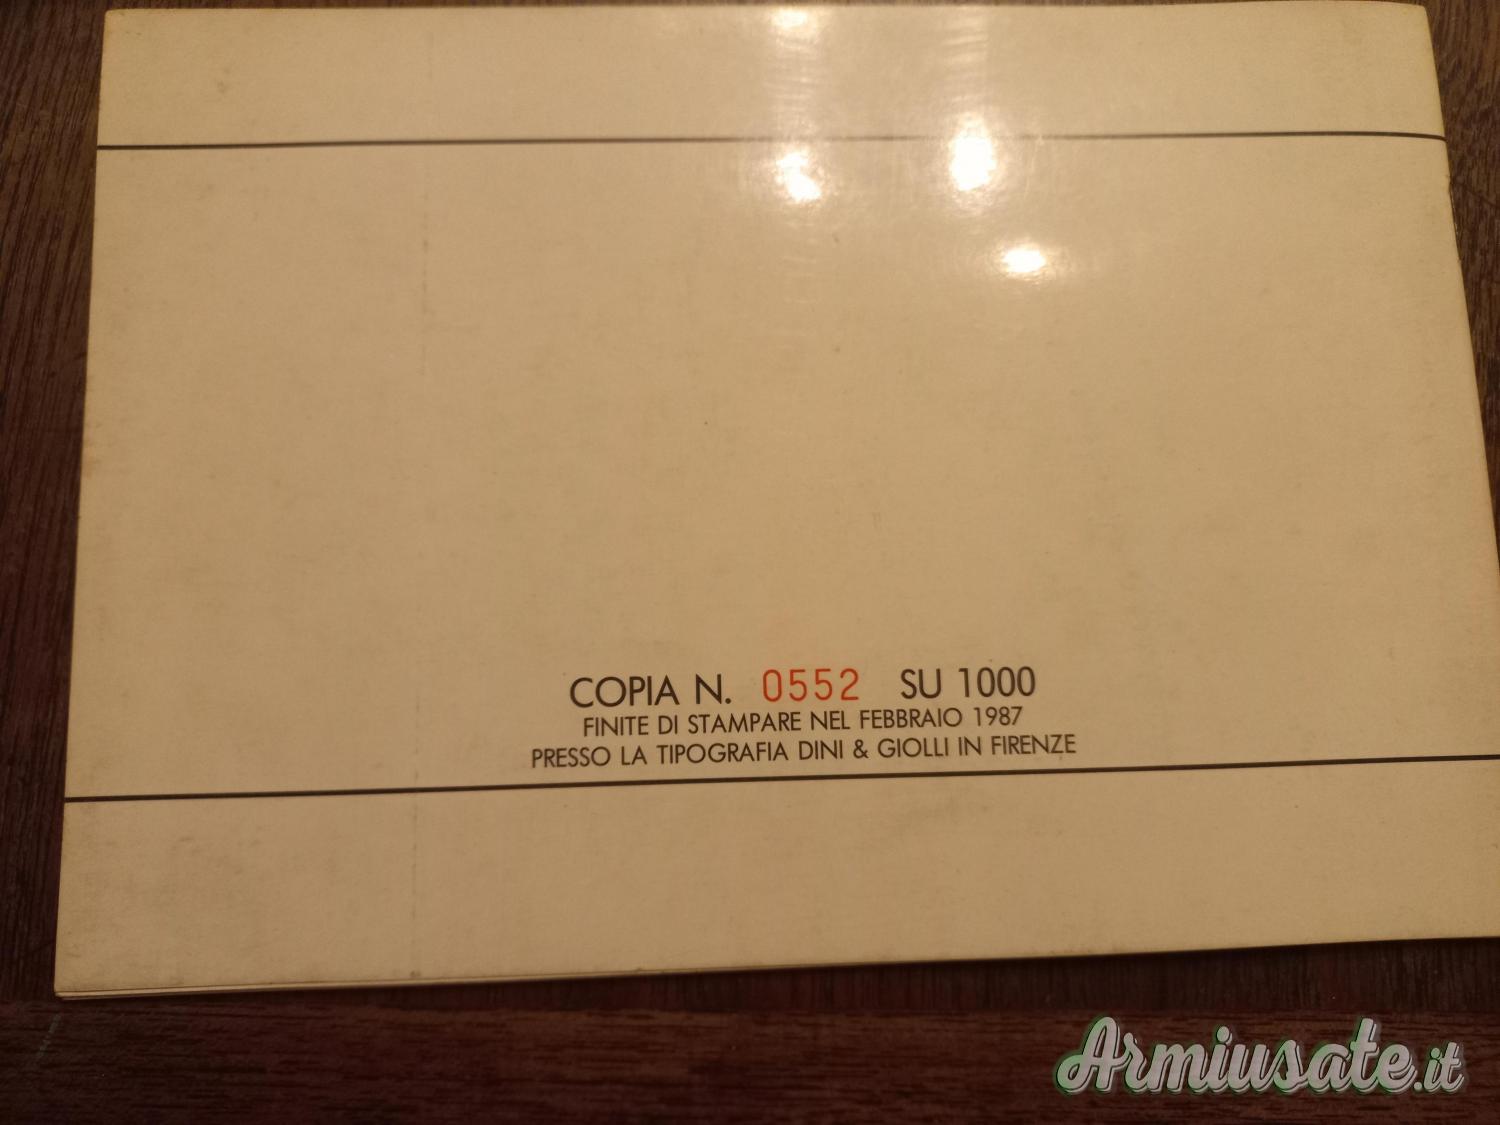 COPIA N. 0552 SU 1000
FINITE DI STAMPARE NEL FEBBRAIO 1987
PRESSO LA TIPOGRAFIA DINI & GIOLLI IN FIRENZE
Armiusate.it